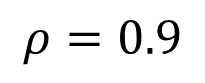 ρ = 0.9